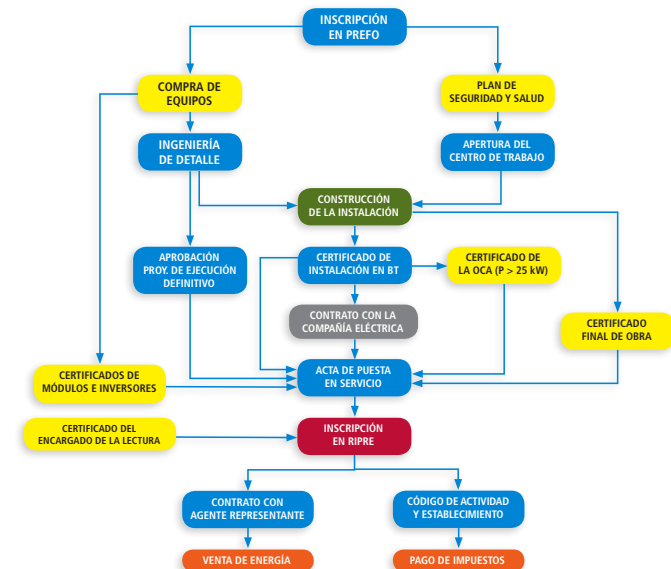 INSCRIPCIÓN
EN PREFO
COMPRA DE
EQUIPOS
PLAN DE
SEGURIDAD Y SALUD
INGENIERÍA
DE DETALLE
APERTURA DEL
CENTRO DE TRABAJO
CONSTRUCCIÓN
DE LA INSTALACIÓN
APROBACIÓN
PROY. DE EJECUCIÓN
DEFINITIVO
CERTIFICADO DE
INSTALACIÓN EN BT
CERTIFICADO DE
LA OCA (P > 25 kW)
CONTRATO CON LA
COMPAÑÍA ELÉCTRICA
CERTIFICADO
FINAL DE OBRA
CERTIFICADOS DE
MÓDULOS E INVERSORES
ACTA DE PUESTA
EN SERVICIO
CERTIFICADO DEL
ENCARGADO DE LA LECTURA
INSCRIPCIÓN
EN RIPRE
CONTRATO CON
AGENTE REPRESENTANTE
CÓDIGO DE ACTIVIDAD
Y ESTABLECIMIENTO
VENTA DE ENERGÍA
PAGO DE IMPUESTOS